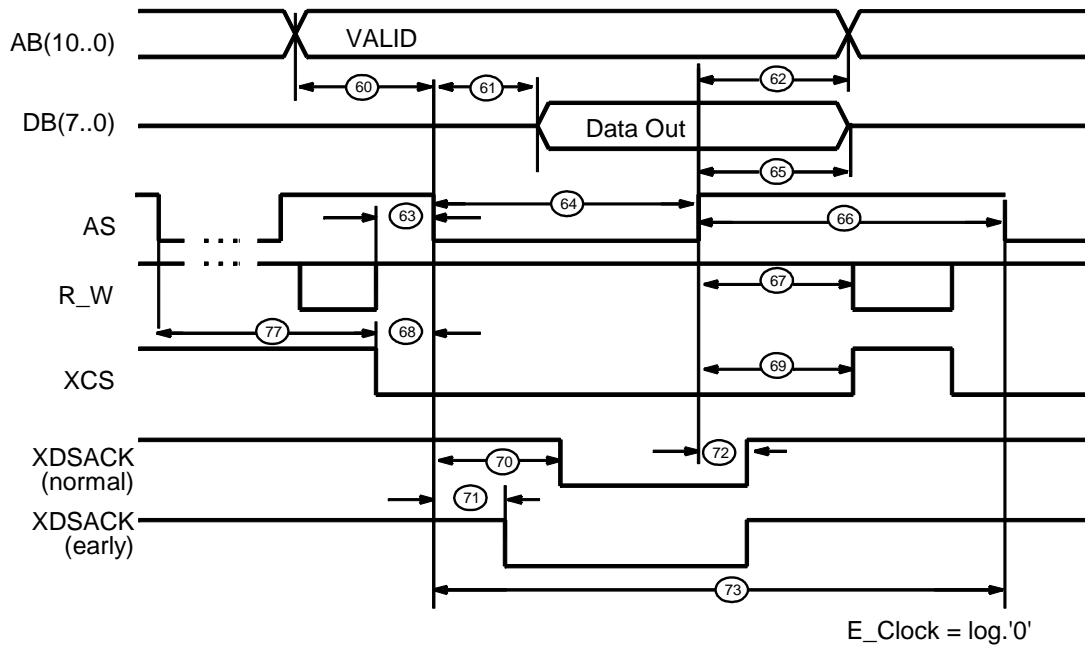 AB(10..0)
VALID
60
61
62
DB(7..0)
Data Out
65
AS
63
64
66
R_W
67
77
68
XCS
69
XDSACK
(normal)
70
72
71
XDSACK
(early)
73
E_Clock = log.'0'